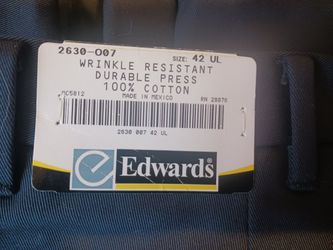 2630-007 SIZE: 42 UL
WRINKLE RESISTANT
DURABLE PRESS
100% COTTON
MC5812 MADE IN MEXICO RN 28878
2630 007 42 UL
e Edwards®